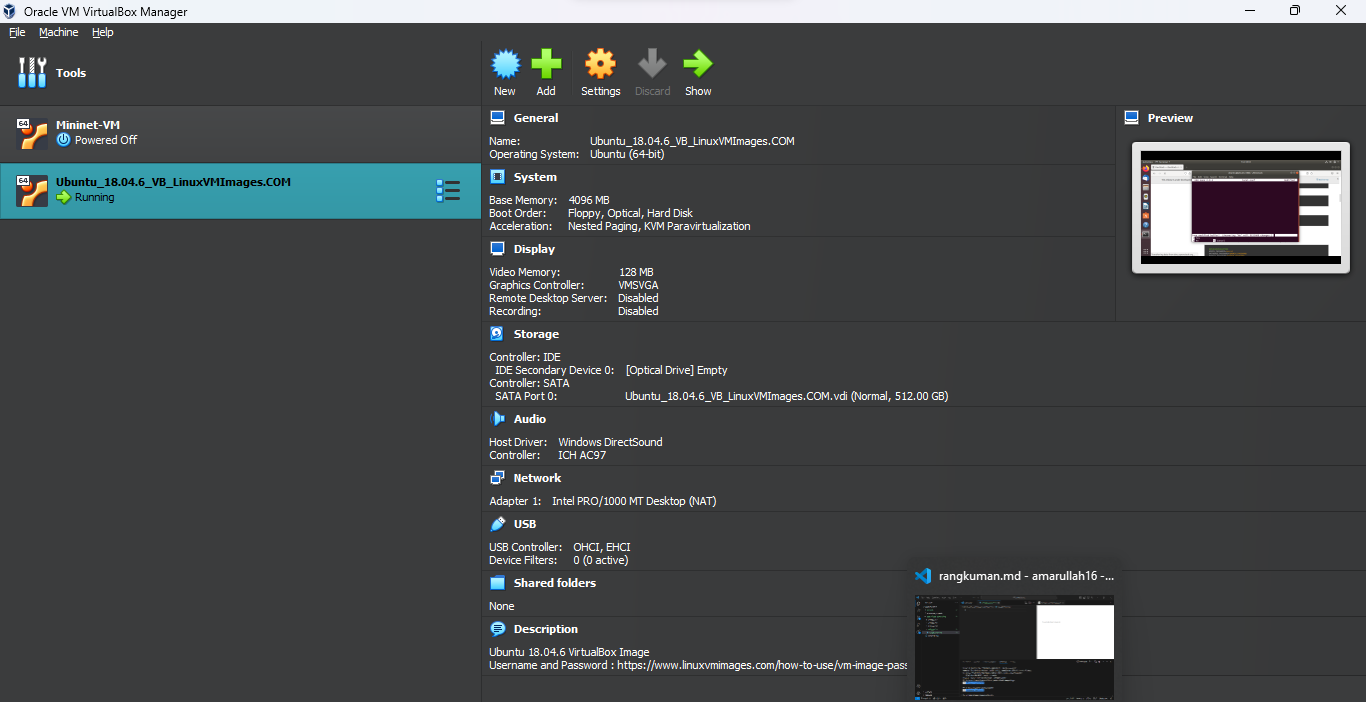 Oracle VM VirtualBox Manager
File Machine Help
Tools
New Add Settings Discard Show
64
Mininet-VM
Powered Off
64
Ubuntu_18.04.6_VB_LinuxVMImages.COM
Running
General
Name: Ubuntu_18.04.6_VB_LinuxVMImages.COM
Operating System: Ubuntu (64-bit)
Preview
System
Base Memory: 4096 MB
Boot Order: Floppy, Optical, Hard Disk
Acceleration: Nested Paging, KVM Paravirtualization
Display
Video Memory: 128 MB
Graphics Controller: VMSVGA
Remote Desktop Server: Disabled
Recording: Disabled
Storage
Controller: IDE
IDE Secondary Device 0: [Optical Drive] Empty
Controller: SATA
SATA Port 0: Ubuntu_18.04.6_VB_LinuxVMImages.COM.vdi (Normal, 512.00 GB)
Audio
Host Driver: Windows DirectSound
Controller: ICH AC97
Network
Adapter 1: Intel PRO/1000 MT Desktop (NAT)
USB
USB Controller: OHCI, EHCI
Device Filters: 0 (0 active)
Shared folders
None
Description
Ubuntu 18.04.6 VirtualBox Image
Username and Password : https://www.linuxvmimages.com/how-to-use/vm-image-pass
rangkuman.md - amarullah16 -...